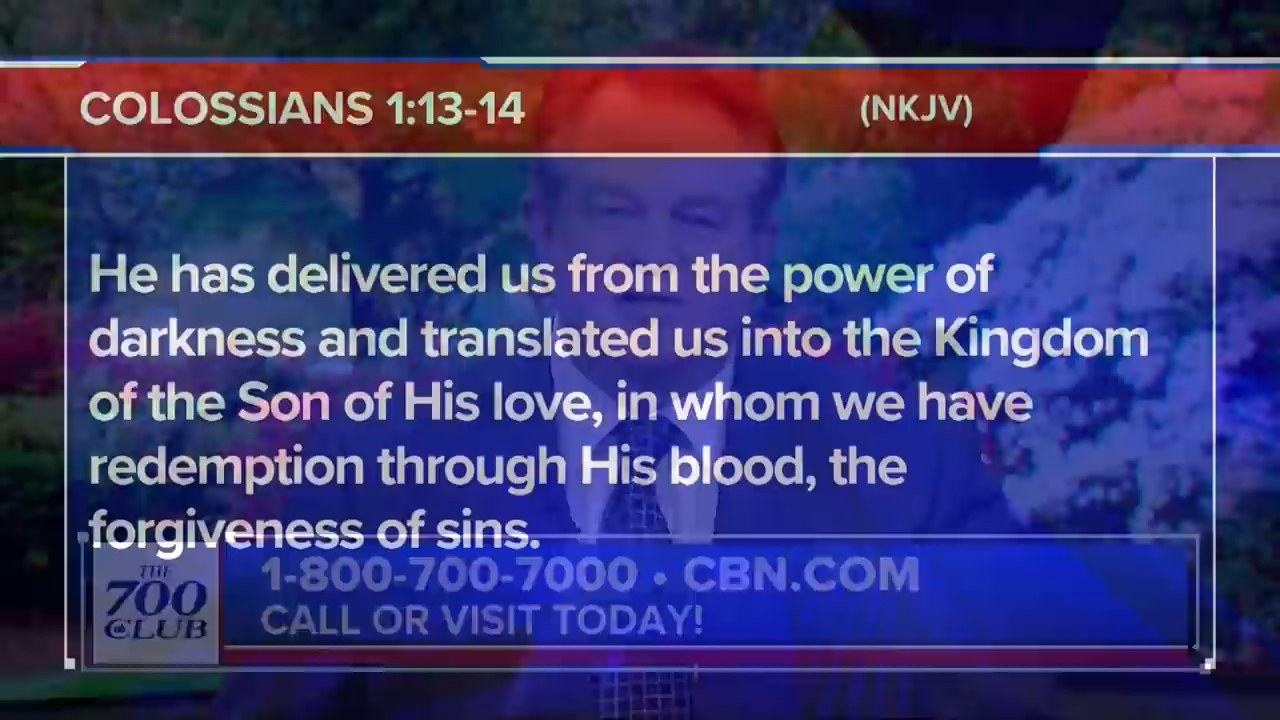 COLOSSIANS 1:13-14 (NKJV)
He has delivered us from the power of
darkness and translated us into the Kingdom
of the Son of His love, in whom we have
redemption through His blood, the
forgiveness of sins.
THE
700
CLUB
1-800-700-7000 • CBN.COM
CALL OR VISIT TODAY!